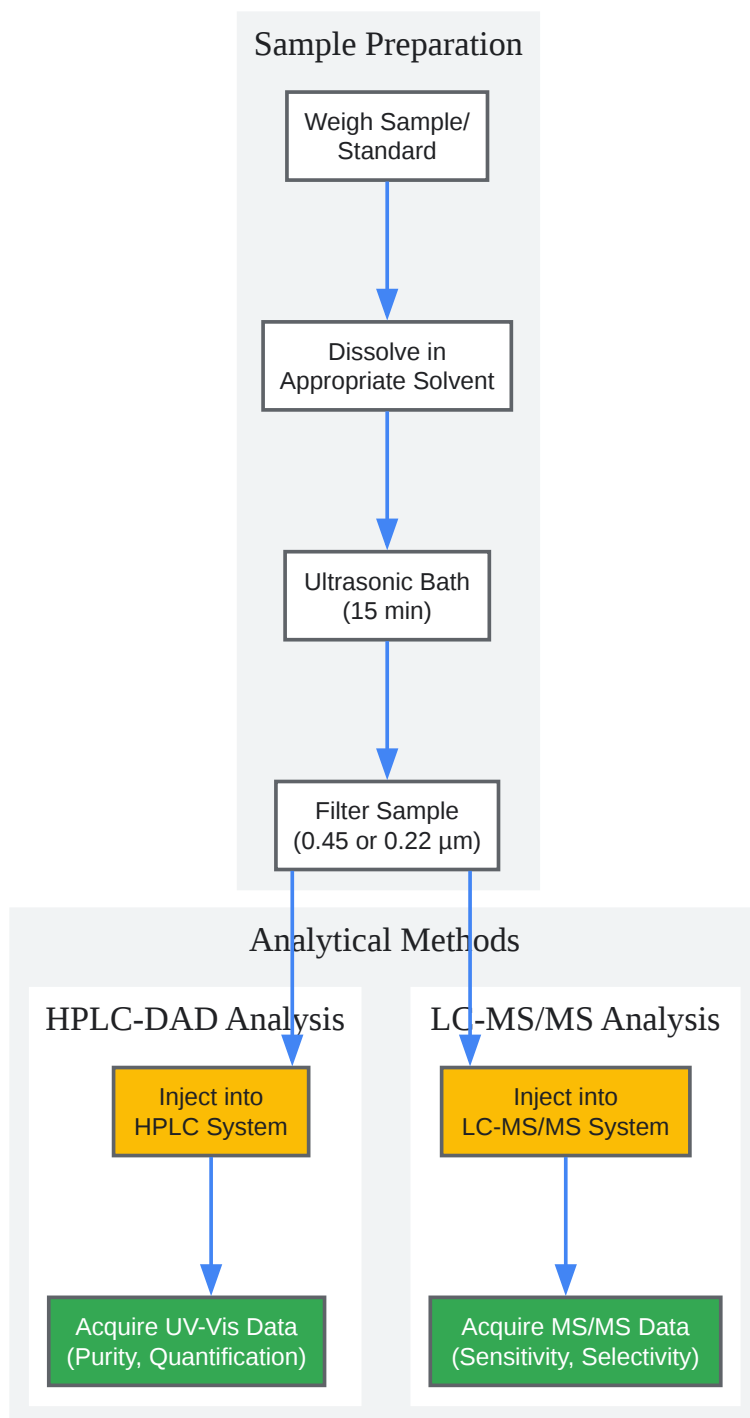 Sample Preparation
Weigh Sample/
Standard
Dissolve in
Appropriate Solvent
Ultrasonic Bath
(15 min)
Filter Sample
(0.45 or 0.22 µm)
Analytical Methods
HPLC-DAD Analysis
Inject into
HPLC System
Acquire UV-Vis Data
(Purity, Quantification)
LC-MS/MS Analysis
Inject into
LC-MS/MS System
Acquire MS/MS Data
(Sensitivity, Selectivity)